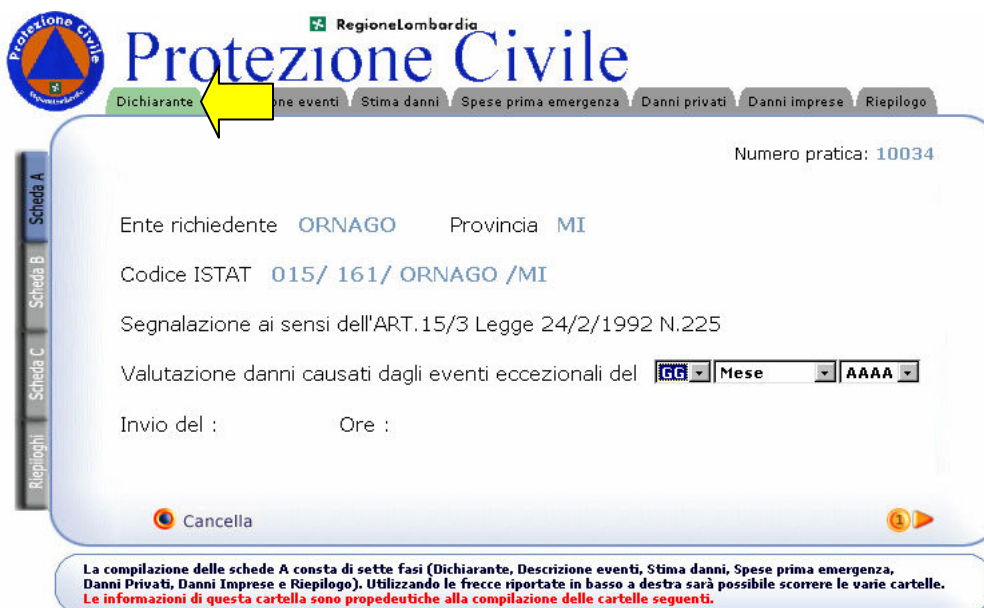 RegioneLombardia
Protezione Civile
Protezione Civile
Dichiarante one eventi Stima danni Spese prima emergenza Danni privati Danni imprese Riepilogo
Numero pratica: 10034
Scheda A
Scheda B
Scheda C
Riepiloghi
Ente richiedente ORNAGO Provincia MI
Codice ISTAT 015/ 161/ ORNAGO /MI
Segnalazione ai sensi dell'ART.15/3 Legge 24/2/1992 N.225
Valutazione danni causati dagli eventi eccezionali del GG Mese AAAA
Invio del : Ore :
Cancella 1
La compilazione delle schede A consta di sette fasi (Dichiarante, Descrizione eventi, Stima danni, Spese prima emergenza,
Danni Privati, Danni Imprese e Riepilogo). Utilizzando le frecce riportate in basso a destra sarà possibile scorrere le varie cartelle.
Le informazioni di questa cartella sono propedeutiche alla compilazione delle cartelle seguenti.